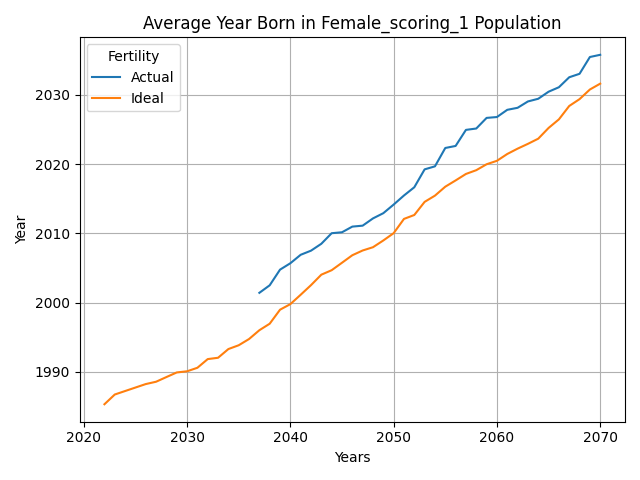 Average Year Born in Female_scoring_1 Population
Fertility
Actual
Ideal
Year
2030
2020
2010
2000
1990
2020 2030 2040 2050 2060 2070
Years